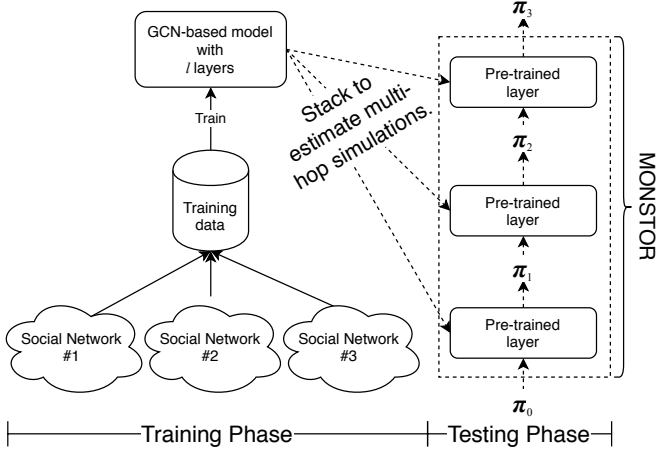 GCN-based model
with
l layers
Train
Training
data
Social Network
#1
Social Network
#2
Social Network
#3
Stack to
estimate multi-
hop simulations.
π3
Pre-trained
layer
π2
Pre-trained
layer
π1
Pre-trained
layer
π0
MONSTOR
Training Phase
Testing Phase